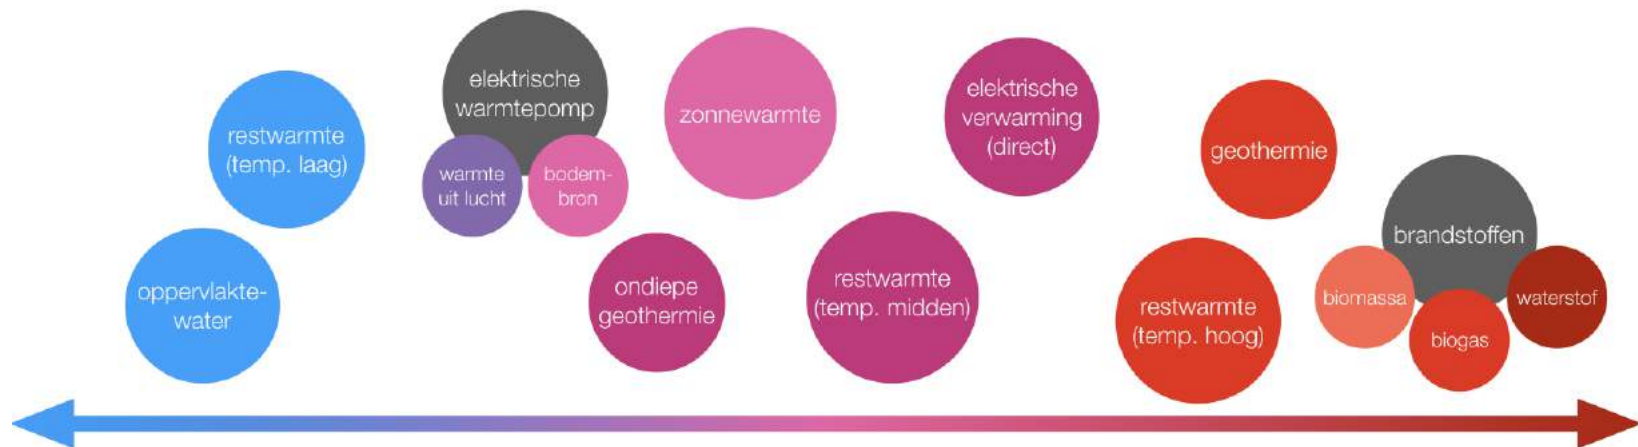 restwarmte
(temp. laag)
oppervlakte-
water
elektrische
warmtepomp
warmte
uit lucht
bodem-
bron
ondiepe
geothermie
zonnewarmte
restwarmte
(temp. midden)
elektrische
verwarming
(direct)
geothermie
restwarmte
(temp. hoog)
brandstoffen
biomassa
biogas
waterstof